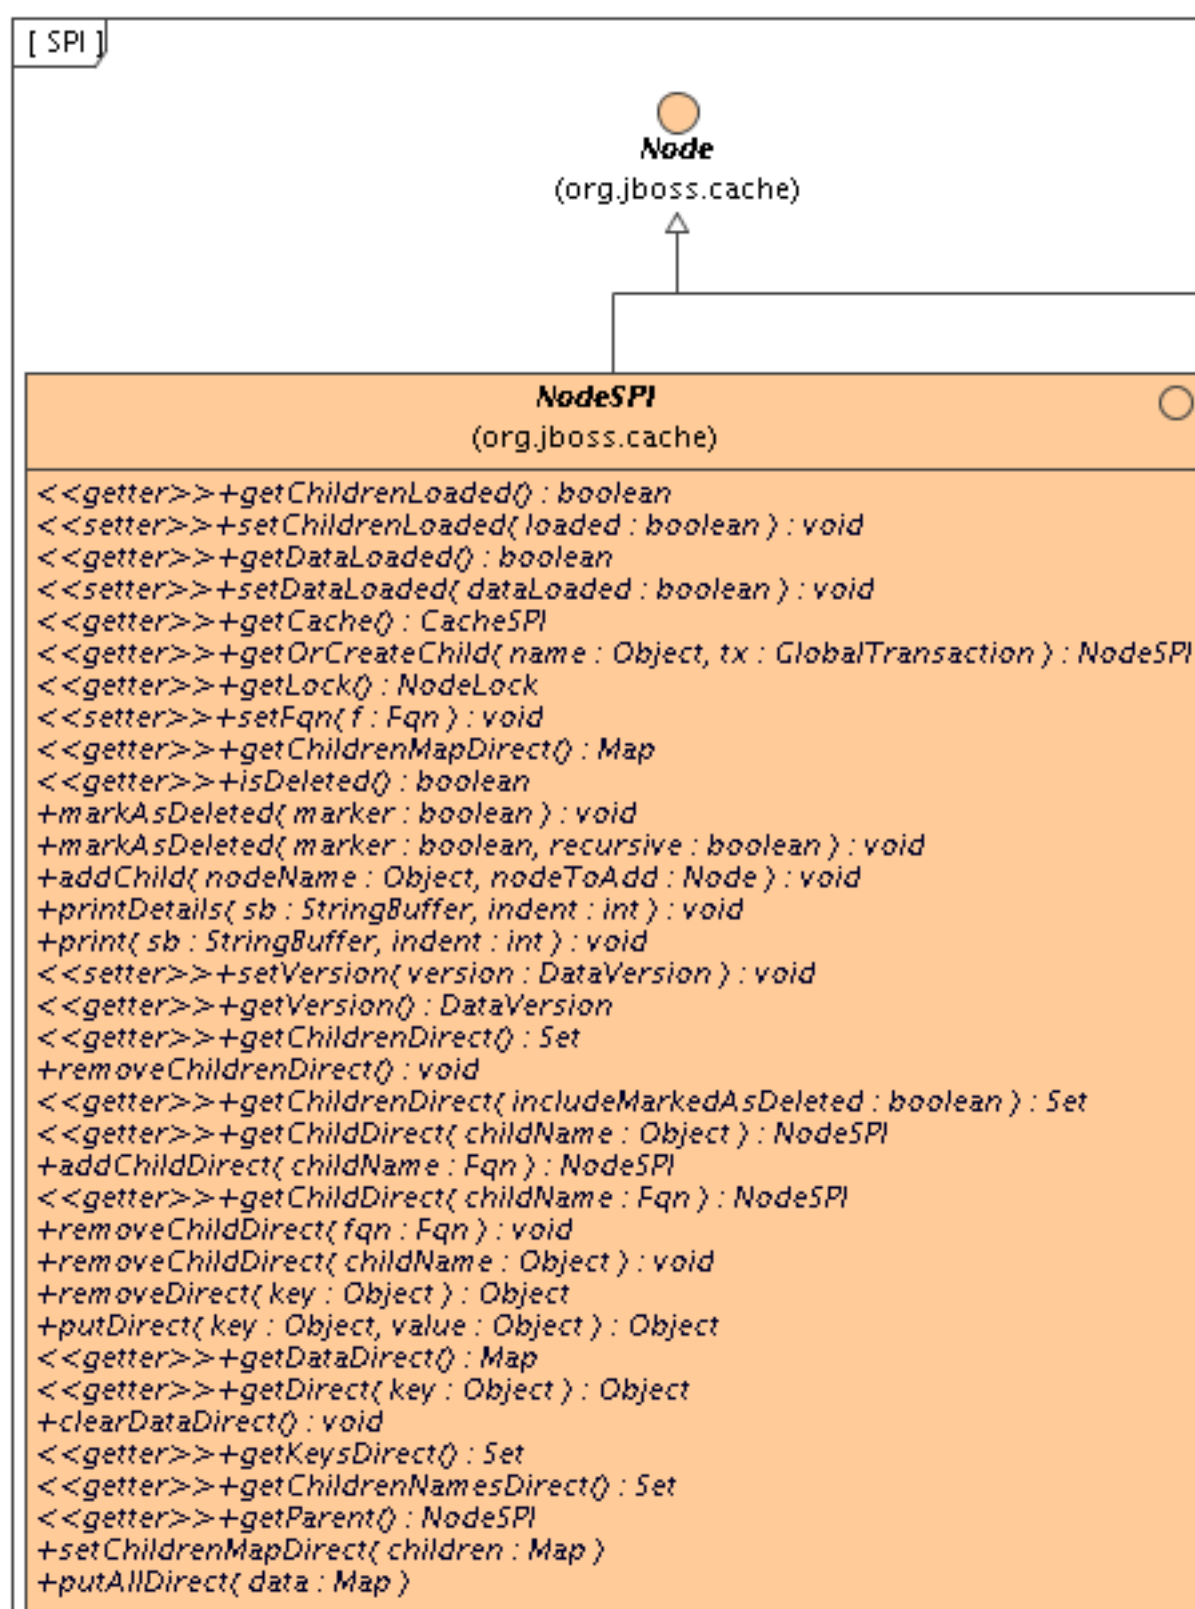 [ SPI ]
Node
(org.jboss.cache)
NodeSPI
(org.jboss.cache)
<<getter>>+getChildrenLoaded() : boolean
<<setter>>+setChildrenLoaded( loaded : boolean ) : void
<<getter>>+getDataLoaded() : boolean
<<setter>>+setDataLoaded( dataLoaded : boolean ) : void
<<getter>>+getCache() : CacheSPI
<<getter>>+getOrCreateChild( name : Object, tx : GlobalTransaction ) : NodeSPI
<<getter>>+getLock() : NodeLock
<<setter>>+setFqn( f : Fqn ) : void
<<getter>>+getChildrenMapDirect() : Map
<<getter>>+isDeleted() : boolean
+markAsDeleted( marker : boolean ) : void
+markAsDeleted( marker : boolean, recursive : boolean ) : void
+addChild( nodeName : Object, nodeToAdd : Node ) : void
+printDetails( sb : StringBuffer, indent : int ) : void
+print( sb : StringBuffer, indent : int ) : void
<<setter>>+setVersion( version : DataVersion ) : void
<<getter>>+getVersion() : DataVersion
<<getter>>+getChildrenDirect() : Set
+removeChildrenDirect() : void
<<getter>>+getChildrenDirect( includeMarkedAsDeleted : boolean ) : Set
<<getter>>+getChildDirect( childName : Object ) : NodeSPI
+addChildDirect( childName : Fqn ) : NodeSPI
<<getter>>+getChildDirect( childName : Fqn ) : NodeSPI
+removeChildDirect( fqn : Fqn ) : void
+removeChildDirect( childName : Object ) : void
+removeDirect( key : Object ) : Object
+putDirect( key : Object, value : Object ) : Object
<<getter>>+getDataDirect() : Map
<<getter>>+getDirect( key : Object ) : Object
+clearDataDirect() : void
<<getter>>+getKeysDirect() : Set
<<getter>>+getChildrenNamesDirect() : Set
<<getter>>+getParent() : NodeSPI
+setChildrenMapDirect( children : Map )
+putAllDirect( data : Map )